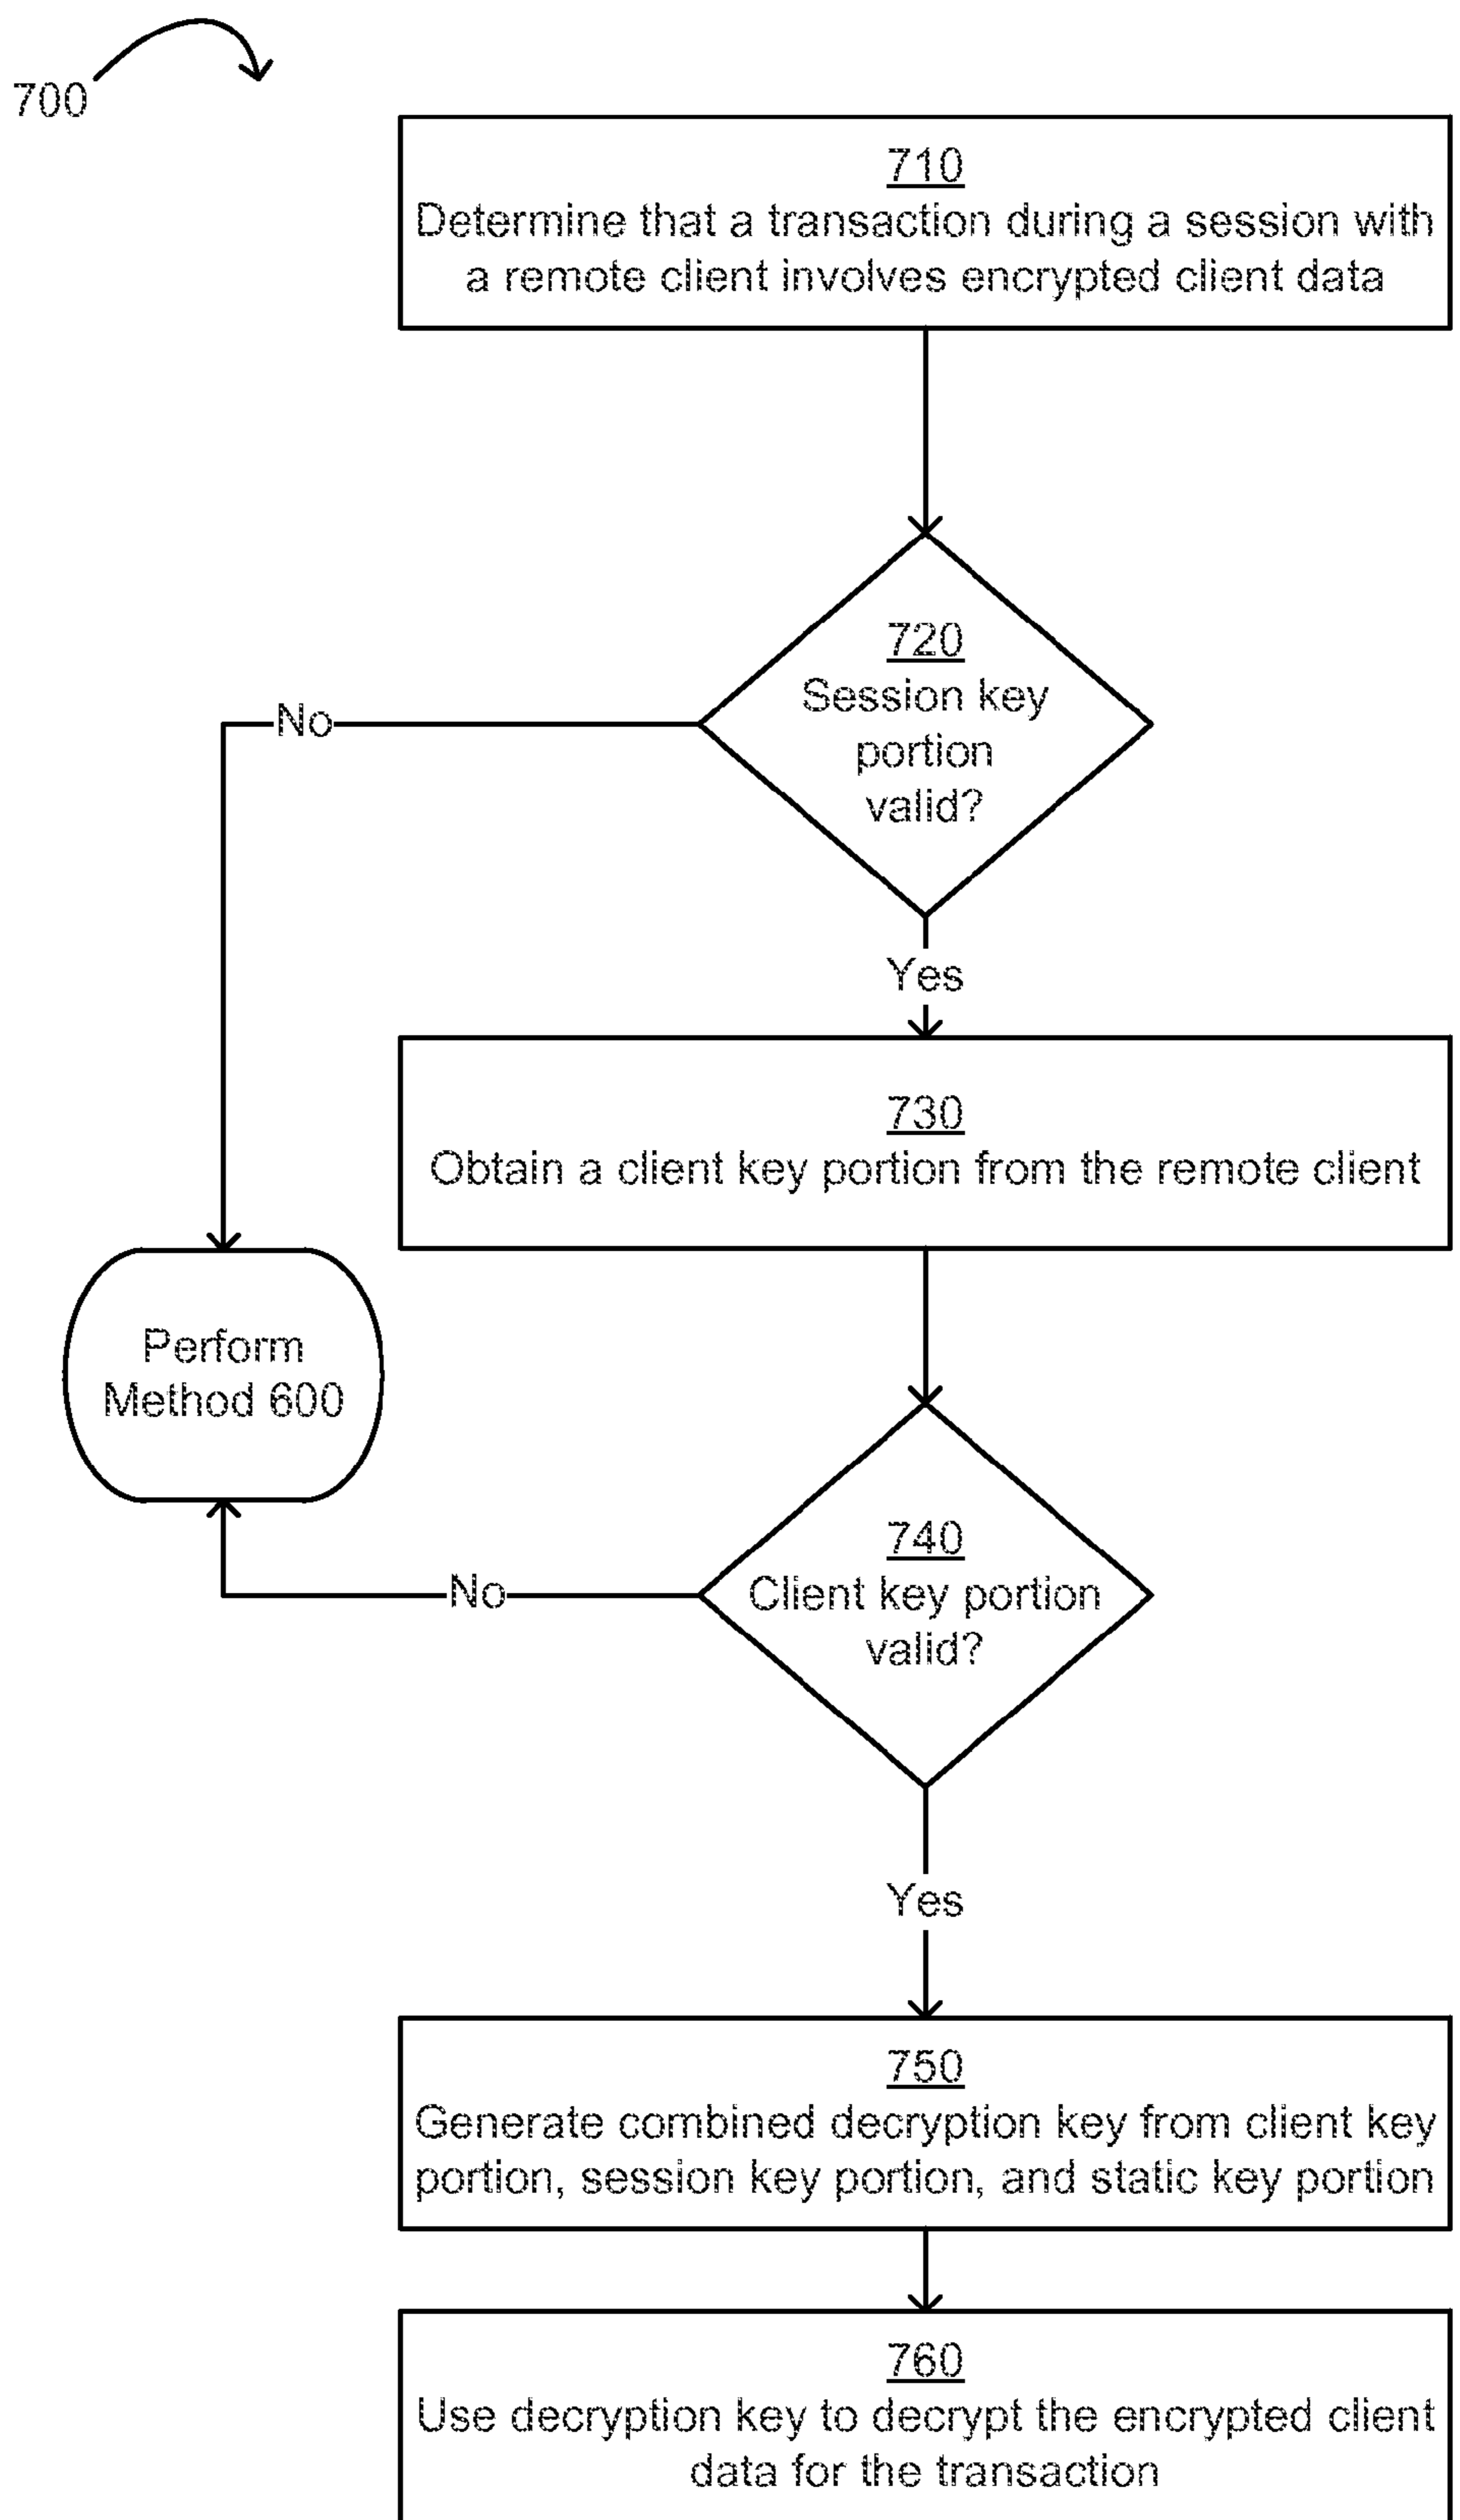 700
710
Determine that a transaction during a session with
a remote client involves encrypted client data
720
Session key
portion
valid?
No
Yes
730
Obtain a client key portion from the remote client
Perform
Method 600
740
Client key portion
valid?
No
Yes
750
Generate combined decryption key from client key
portion, session key portion, and static key portion
760
Use decryption key to decrypt the encrypted client
data for the transaction